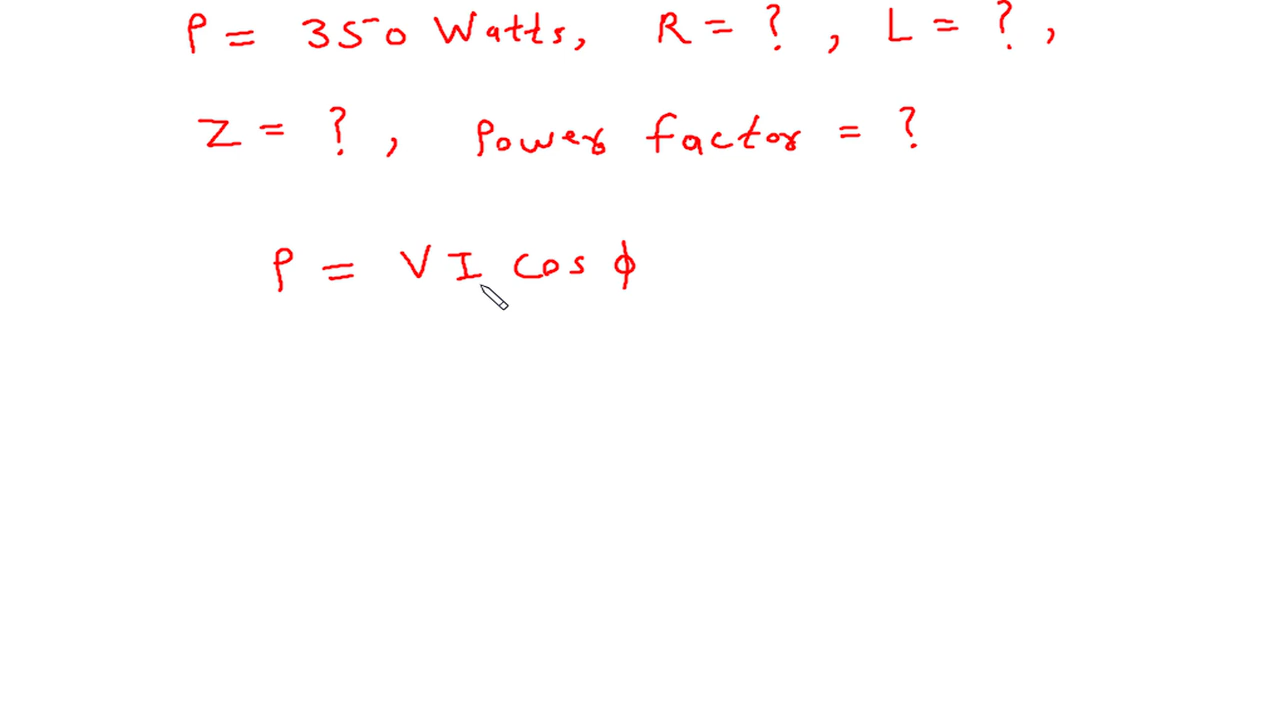 P = 350 Watts, R = ?, L = ?,
Z = ?, Power factor = ?
P = V I cos ϕ